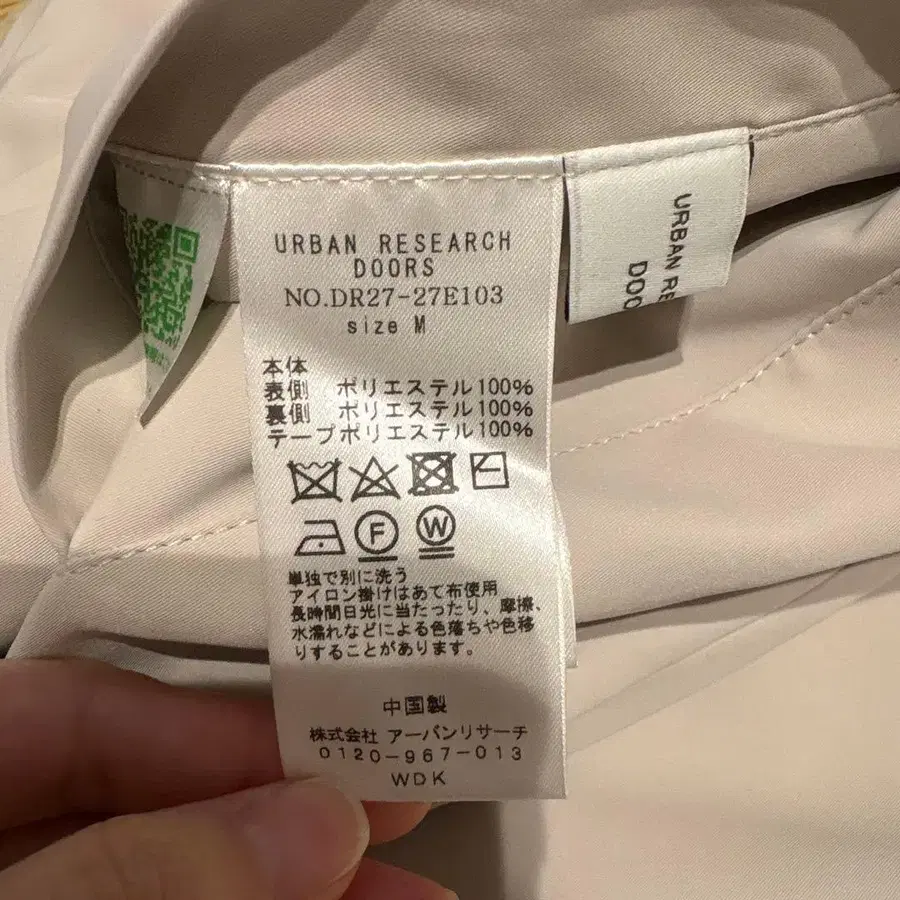 URBAN RESEARCH
DOORS
NO.DR27-27E103
size M
本体
表側 ポリエステル100%
裏側 ポリエステル100%
テープポリエステル100%
F
W
単独で別に洗う
アイロン掛けはあて布使用
長時間日光に当たったり、摩擦、
水濡れなどによる色落ちや色移
りすることがあります。
中国製
株式会社 アーバンリサーチ
0120-967-013
WDK
URBAN RE
DOO